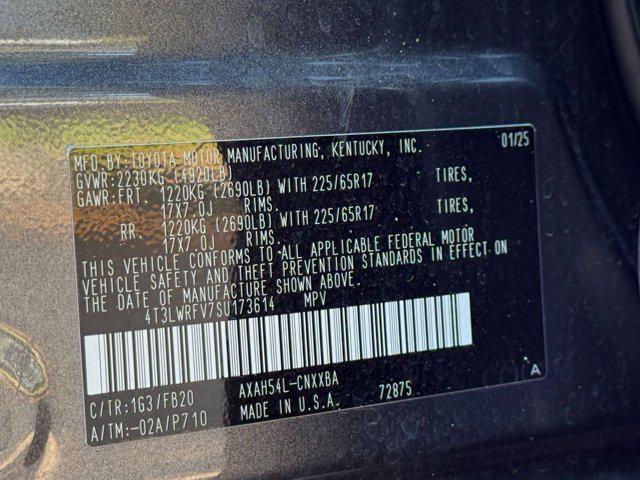 MFD BY: TOYOTA MOTOR MANUFACTURING, KENTUCKY, INC. 01/25
GVWR:2230KG (4920LB)
GAWR:FRT. 1220KG (2690LB) WITH 225/65R17 TIRES,
17X7.0J RIMS.
RR. 1220KG (2690LB) WITH 225/65R17 TIRES,
17X7.0J RIMS.
THIS VEHICLE CONFORMS TO ALL APPLICABLE FEDERAL MOTOR
VEHICLE SAFETY AND THEFT PREVENTION STANDARDS IN EFFECT ON
THE DATE OF MANUFACTURE SHOWN ABOVE.
4T3LWRFV7SU173614 MPV
C/TR:1G3/FB20 AXAH54L-CNXXBA A
A/TM:-02A/P710 MADE IN U.S.A. 72875